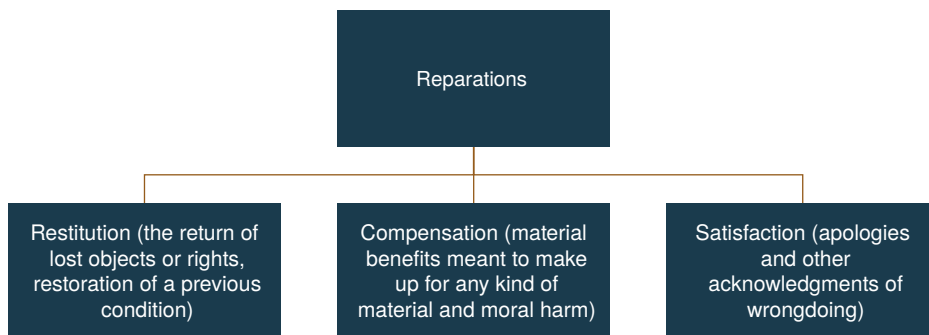 Reparations
Restitution (the return of
lost objects or rights,
restoration of a previous
condition)
Compensation (material
benefits meant to make
up for any kind of
material and moral harm)
Satisfaction (apologies
and other
acknowledgments of
wrongdoing)